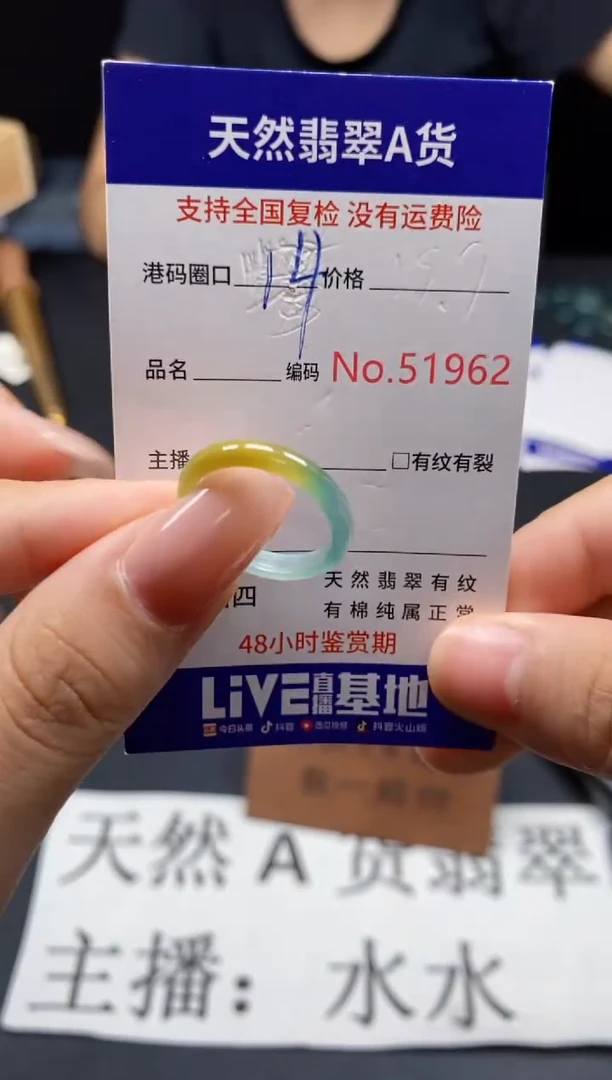 天然翡翠A货
支持全国复检 没有运费险
港码圈口 14 价格
品名 编码 No.51962
主播 □有纹有裂
四 天然翡翠有纹
有棉纯属正常
48小时鉴赏期
LiVE直播基地
今日头条 抖音 西瓜视频 抖音火山版
天然A货翡翠
主播：水水